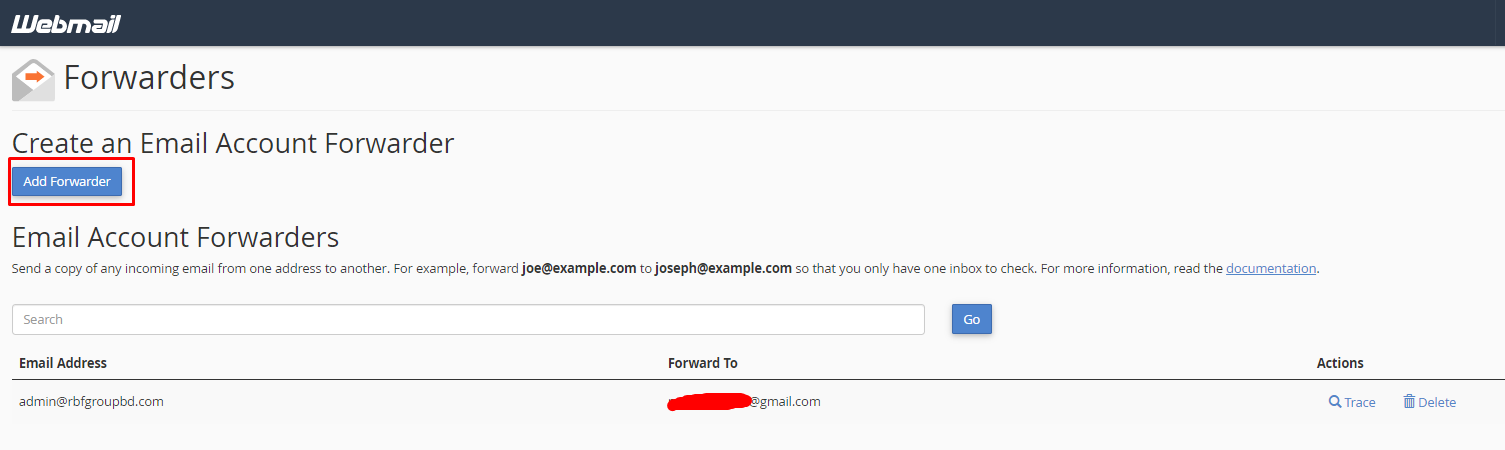 Webmail
Forwarders
Create an Email Account Forwarder
Add Forwarder
Email Account Forwarders
Send a copy of any incoming email from one address to another. For example, forward joe@example.com to joseph@example.com so that you only have one inbox to check. For more information, read the documentation.
Search Go
Email Address Forward To Actions
admin@rbfgroupbd.com @gmail.com Trace Delete